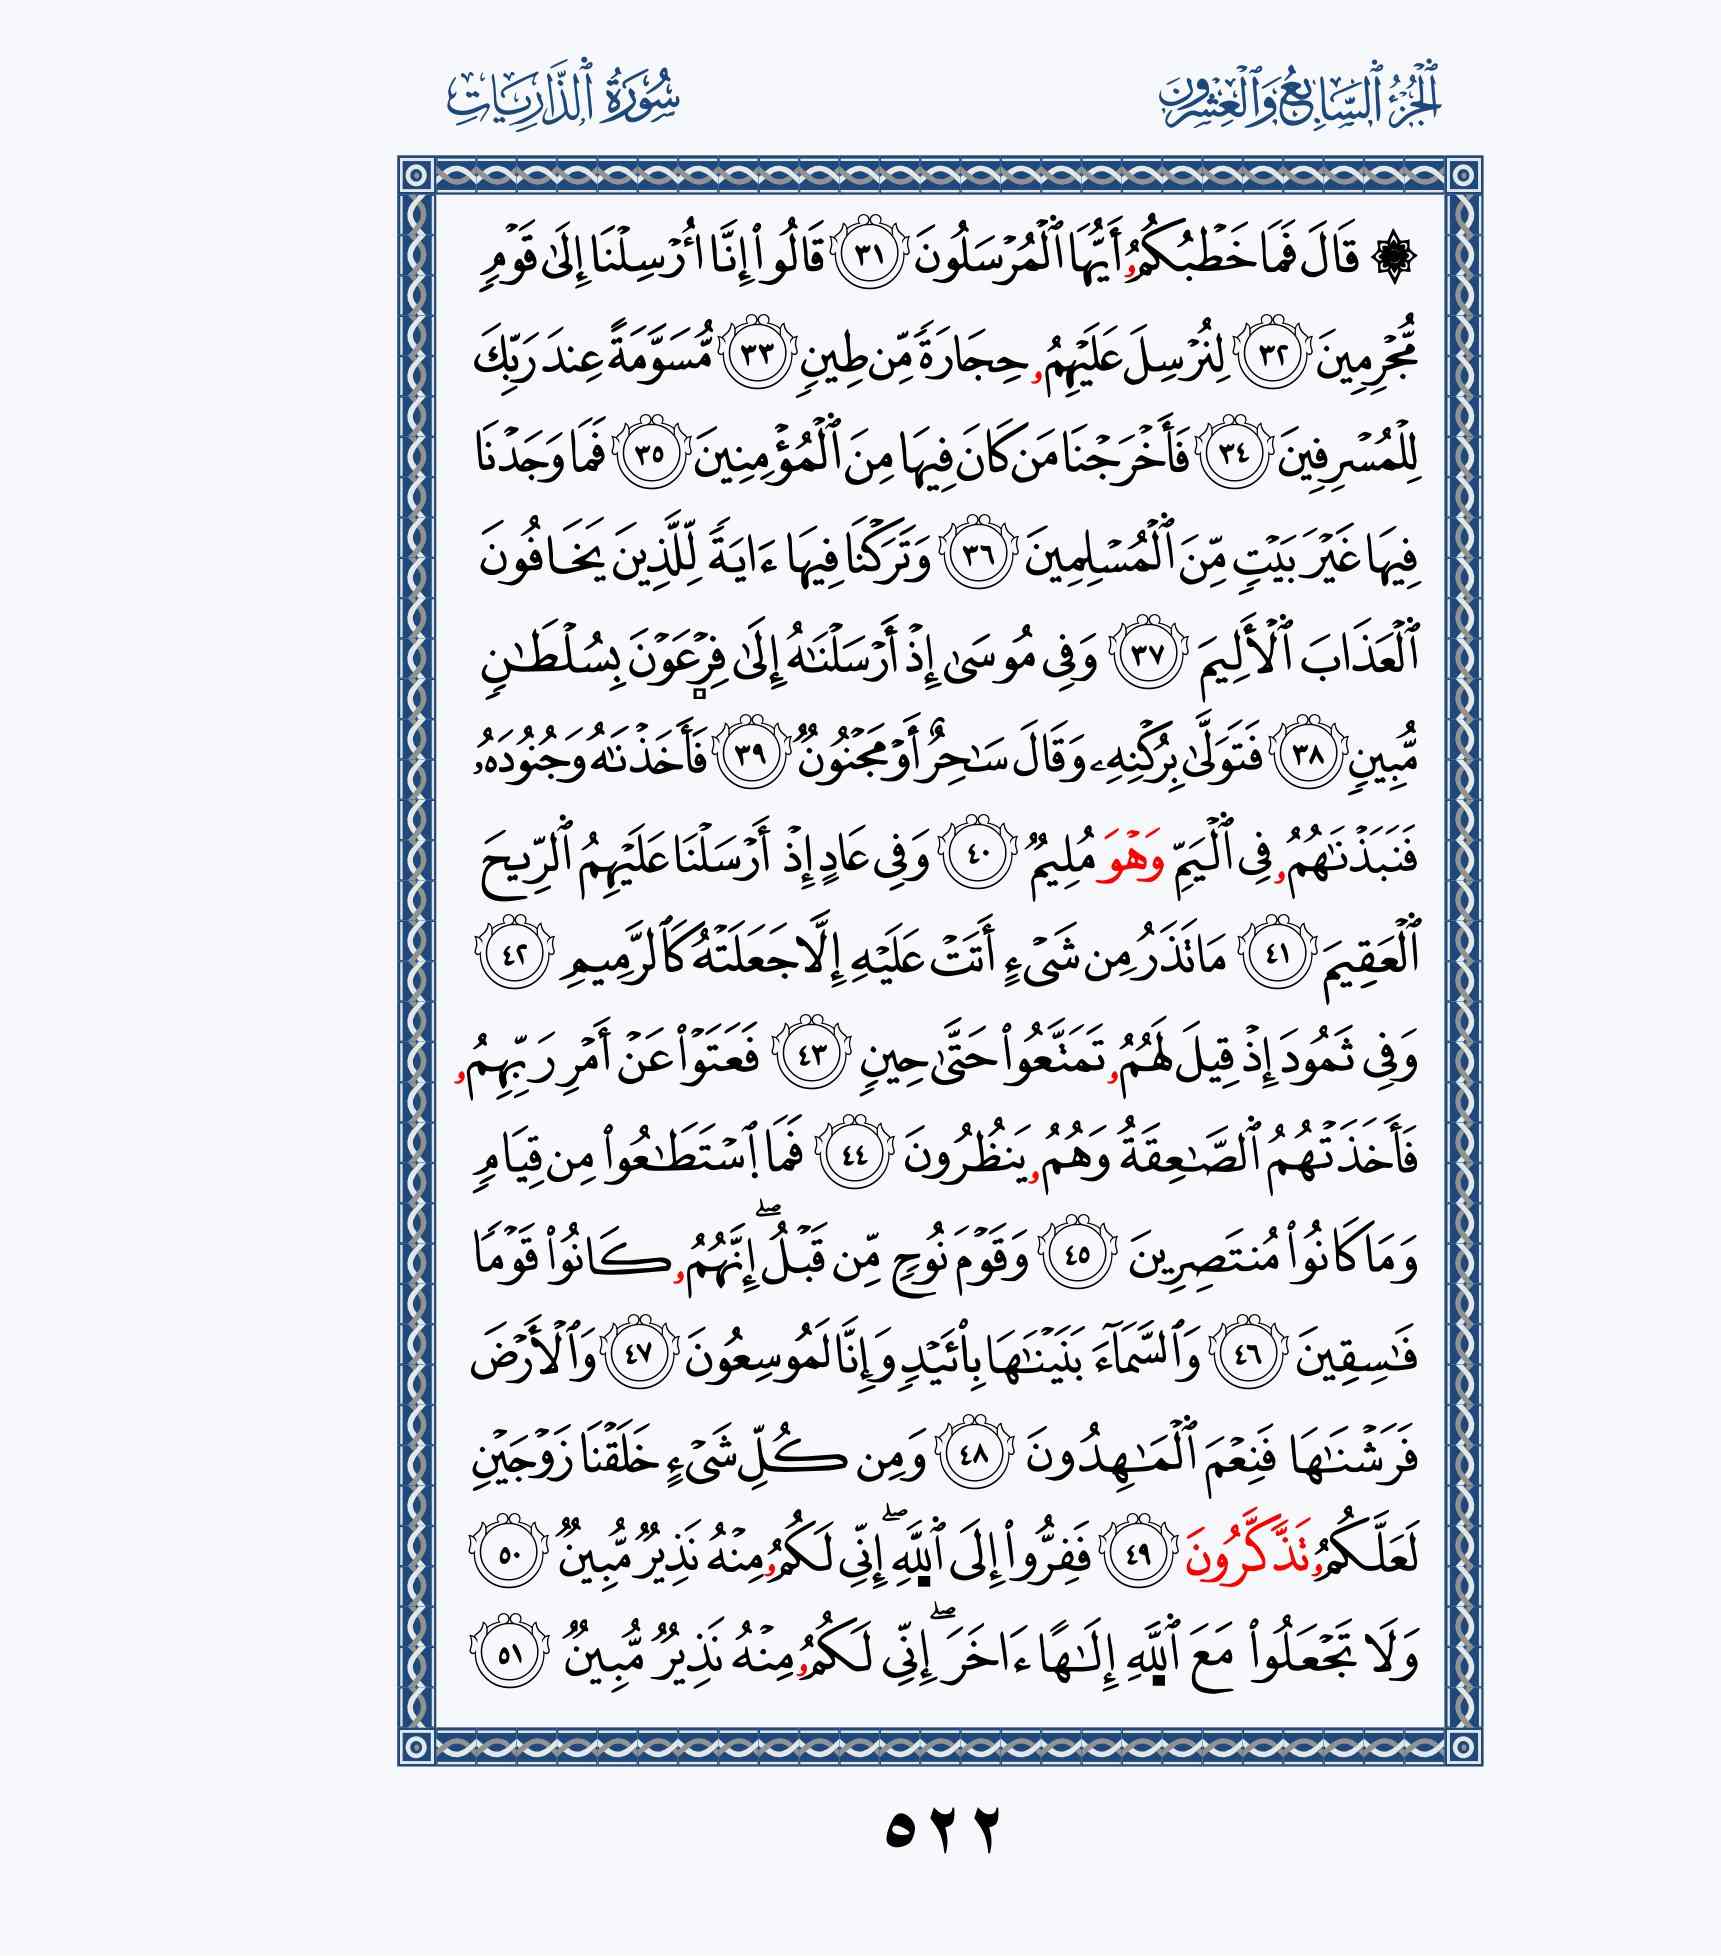 الجُزْءُ ٱلسَّابِعُ وَٱلْعِشْرُونَ
سُورَةُ ٱلذَّارِيَاتِ
۞ قَالَ فَمَا خَطْبُكُمُۥٓ أَيُّهَا ٱلْمُرْسَلُونَ ٣١ قَالُوٓا۟ إِنَّا أُرْسِلْنَا إِلَىٰ قَوْمٍ
مُّجْرِمِينَ ٣٢ لِنُرْسِلَ عَلَيْهِمُۥ حِجَارَةً مِّن طِينٍ ٣٣ مُّسَوَّمَةً عِندَ رَبِّكَ
لِلْمُسْرِفِينَ ٣٤ فَأَخْرَجْنَا مَن كَانَ فِيهَا مِنَ ٱلْمُؤْمِنِينَ ٣٥ فَمَا وَجَدْنَا
فِيهَا غَيْرَ بَيْتٍ مِّنَ ٱلْمُسْلِمِينَ ٣٦ وَتَرَكْنَا فِيهَا ءَايَةً لِّلَّذِينَ يَخَافُونَ
ٱلْعَذَابَ ٱلْأَلِيمَ ٣٧ وَفِى مُوسَىٰ إِذْ أَرْسَلْنَٰهُ إِلَىٰ فِرْعَوْنَ بِسُلْطَٰنٍ
مُّبِينٍ ٣٨ فَتَوَلَّىٰ بِرُكْنِهِۦ وَقَالَ سَٰحِرٌ أَوْ مَجْنُونٌ ٣٩ فَأَخَذْنَٰهُ وَجُنُودَهُۥ
فَنَبَذْنَٰهُمُۥ فِى ٱلْيَمِّ وَهْوَ مُلِيمٌ ٤٠ وَفِى عَادٍ إِذْ أَرْسَلْنَا عَلَيْهِمُ ٱلرِّيحَ
ٱلْعَقِيمَ ٤١ مَا تَذَرُ مِن شَىْءٍ أَتَتْ عَلَيْهِ إِلَّا جَعَلَتْهُ كَٱلرَّمِيمِ ٤٢
وَفِى ثَمُودَ إِذْ قِيلَ لَهُمُۥ تَمَتَّعُوا۟ حَتَّىٰ حِينٍ ٤٣ فَعَتَوْا۟ عَنْ أَمْرِ رَبِّهِمُۥ
فَأَخَذَتْهُمُ ٱلصَّٰعِقَةُ وَهُمُۥ يَنظُرُونَ ٤٤ فَمَا ٱسْتَطَٰعُوا۟ مِن قِيَامٍ
وَمَا كَانُوا۟ مُنتَصِرِينَ ٤٥ وَقَوْمَ نُوحٍ مِّن قَبْلُ ۖ إِنَّهُمُۥ كَانُوا۟ قَوْمًا
فَٰسِقِينَ ٤٦ وَٱلسَّمَآءَ بَنَيْنَٰهَا بِأَيْيْدٍ وَإِنَّا لَمُوسِعُونَ ٤٧ وَٱلْأَرْضَ
فَرَشْنَٰهَا فَنِعْمَ ٱلْمَٰهِدُونَ ٤٨ وَمِن كُلِّ شَىْءٍ خَلَقْنَا زَوْجَيْنِ
لَعَلَّكُمُۥ تَذَّكَّرُونَ ٤٩ فَفِرُّوٓا۟ إِلَى ٱللَّهِ ۖ إِنِّى لَكُمُۥ مِنْهُ نَذِيرٌ مُّبِينٌ ٥٠
وَلَا تَجْعَلُوا۟ مَعَ ٱللَّهِ إِلَٰهًا ءَاخَرَ ۖ إِنِّى لَكُمُۥ مِنْهُ نَذِيرٌ مُّبِينٌ ٥١
٥٢٢